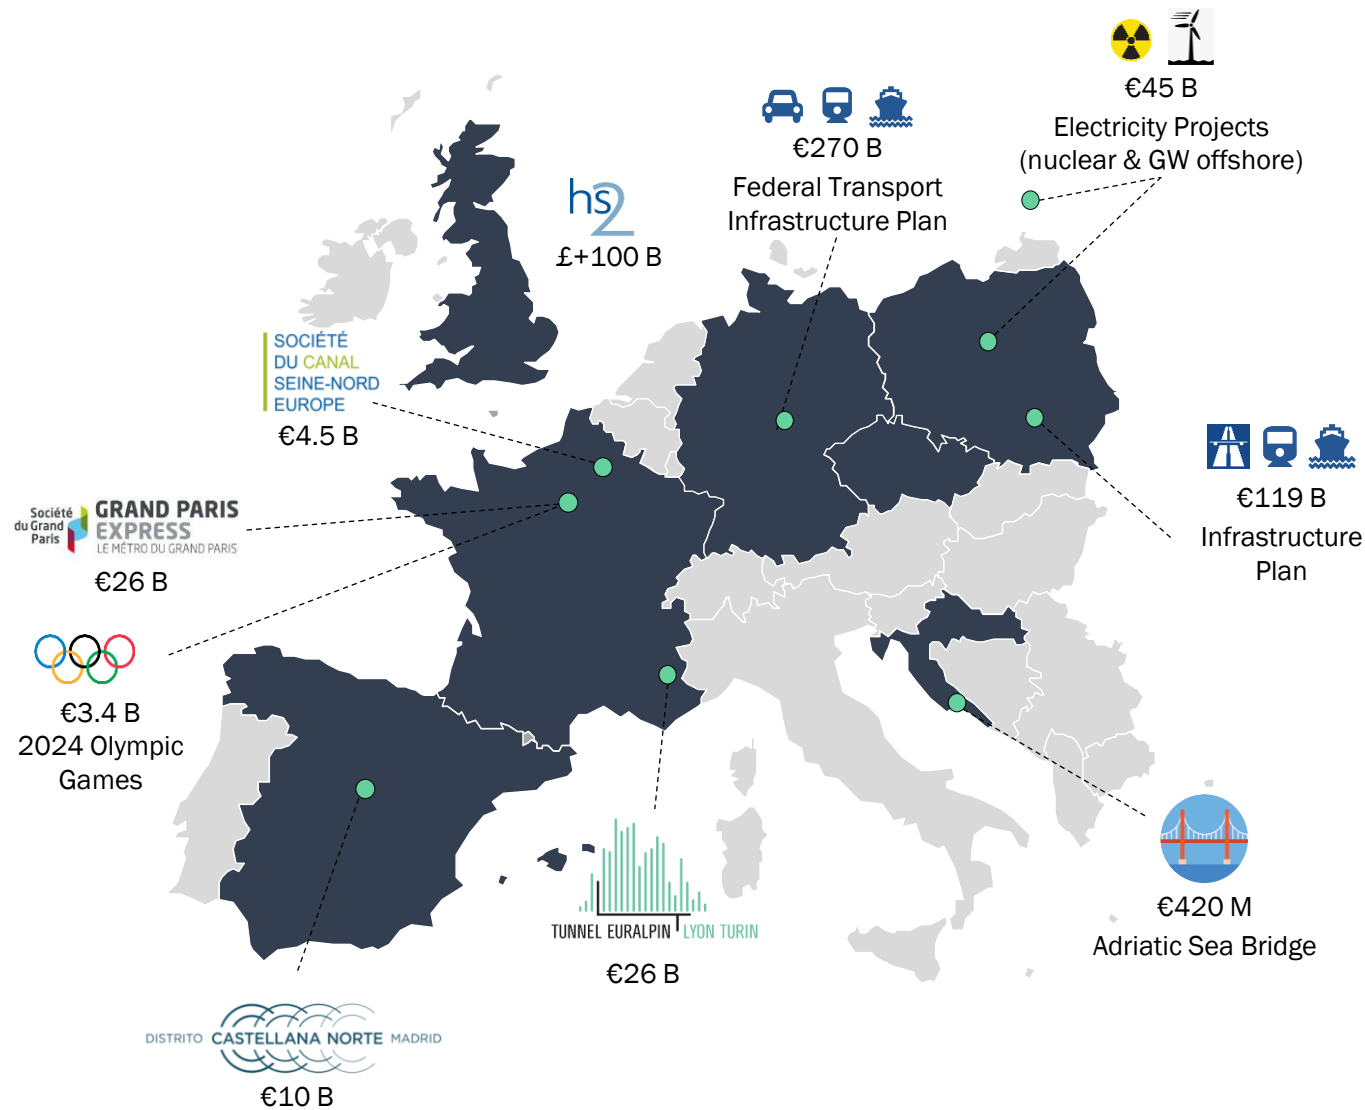 €45 B
Electricity Projects
(nuclear & GW offshore)
€270 B
Federal Transport
Infrastructure Plan
hs2
£+100 B
SOCIÉTÉ
DU CANAL
SEINE-NORD
EUROPE
€4.5 B
€119 B
Infrastructure
Plan
Société
du Grand
Paris
GRAND PARIS
EXPRESS
LE MÉTRO DU GRAND PARIS
€26 B
€3.4 B
2024 Olympic
Games
TUNNEL EURALPIN LYON TURIN
€26 B
€420 M
Adriatic Sea Bridge
DISTRITO CASTELLANA NORTE MADRID
€10 B